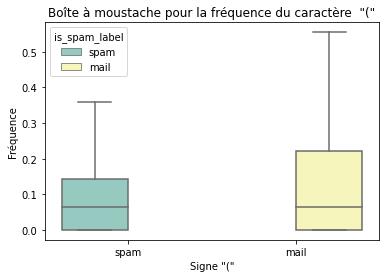 Boîte à moustache pour la fréquence du caractère "("
is_spam_label
spam
mail
Fréquence
0.5
0.4
0.3
0.2
0.1
0.0
spam mail
Signe "("